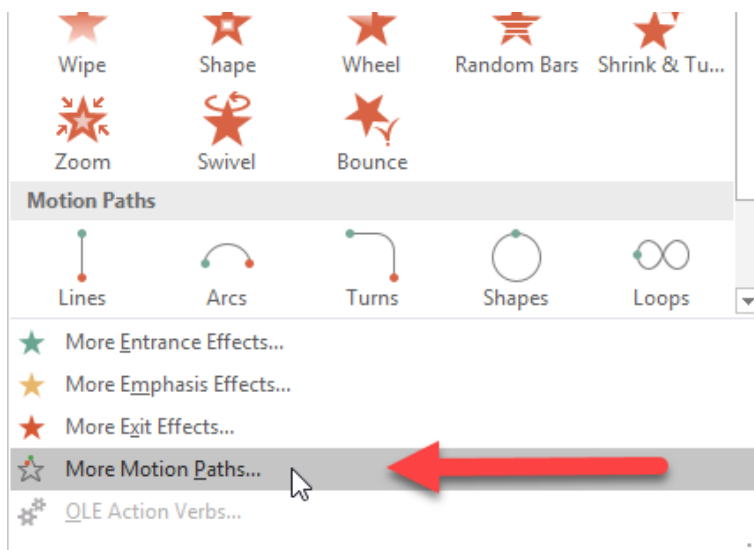 Wipe Shape Wheel Random Bars Shrink & Tu...
Zoom Swivel Bounce
Motion Paths
Lines Arcs Turns Shapes Loops
More Entrance Effects...
More Emphasis Effects...
More Exit Effects...
More Motion Paths...
OLE Action Verbs...